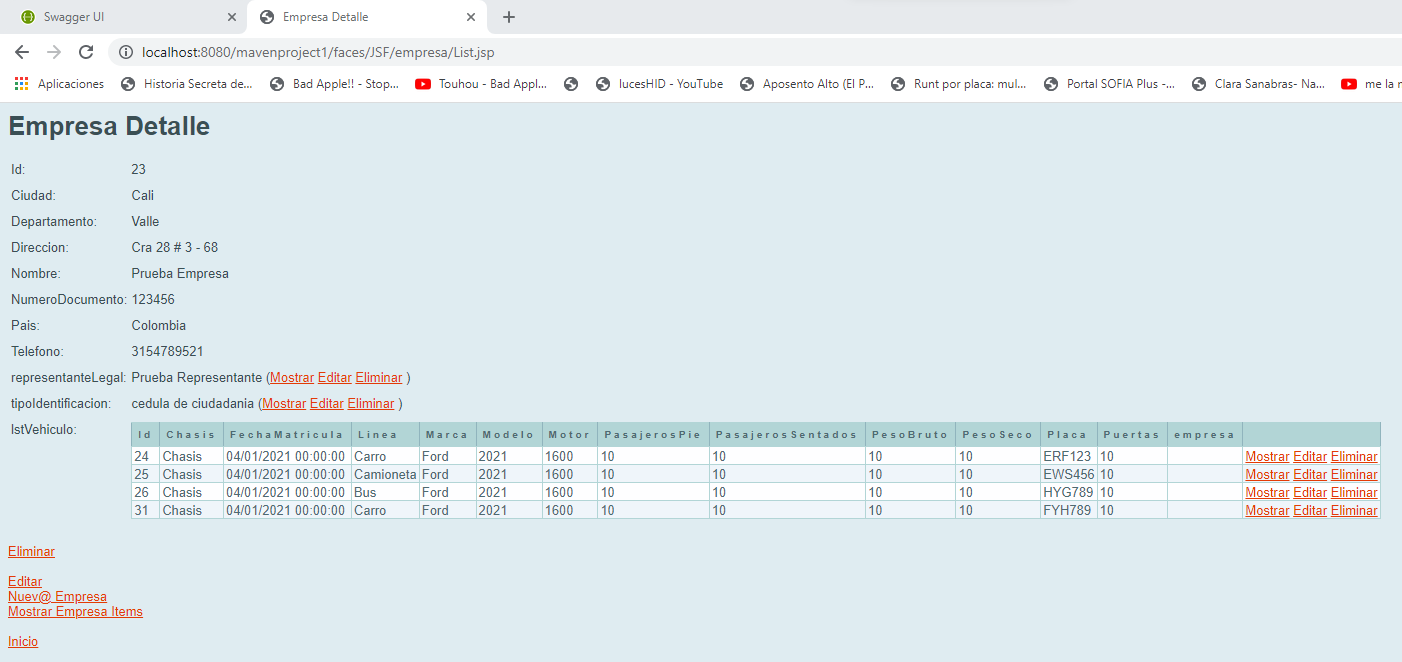 Swagger UI
Empresa Detalle
localhost:8080/mavenproject1/faces/JSF/empresa/List.jsp
Aplicaciones Historia Secreta de... Bad Apple!! - Stop... Touhou - Bad Appl... lucesHID - YouTube Aposento Alto (El P... Runt por placa: mul... Portal SOFIA Plus -... Clara Sanabras- Na... me la
Empresa Detalle
Id: 23
Ciudad: Cali
Departamento: Valle
Direccion: Cra 28 # 3 - 68
Nombre: Prueba Empresa
NumeroDocumento: 123456
Pais: Colombia
Telefono: 3154789521
representanteLegal: Prueba Representante (Mostrar Editar Eliminar )
tipoIdentificacion: cedula de ciudadania (Mostrar Editar Eliminar )
lstVehiculo:
Id Chasis FechaMatricula Linea Marca Modelo Motor PasajerosPie PasajerosSentados PesoBruto PesoSeco Placa Puertas empresa
24 Chasis 04/01/2021 00:00:00 Carro Ford 2021 1600 10 10 10 10 ERF123 10 Mostrar Editar Eliminar
25 Chasis 04/01/2021 00:00:00 Camioneta Ford 2021 1600 10 10 10 10 EWS456 10 Mostrar Editar Eliminar
26 Chasis 04/01/2021 00:00:00 Bus Ford 2021 1600 10 10 10 10 HYG789 10 Mostrar Editar Eliminar
31 Chasis 04/01/2021 00:00:00 Carro Ford 2021 1600 10 10 10 10 FYH789 10 Mostrar Editar Eliminar
Eliminar
Editar
Nuev@ Empresa
Mostrar Empresa Items
Inicio